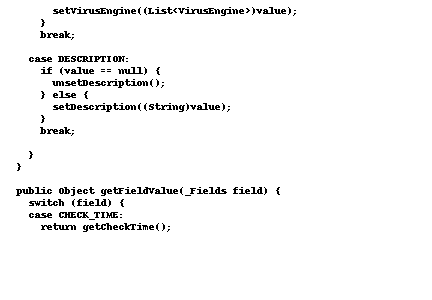 setVirusEngine((List<VirusEngine>)value);
}
break;
case DESCRIPTION:
if (value == null) {
unsetDescription();
} else {
setDescription((String)value);
}
break;
}
}
public Object getFieldValue(_Fields field) {
switch (field) {
case CHECK_TIME:
return getCheckTime();